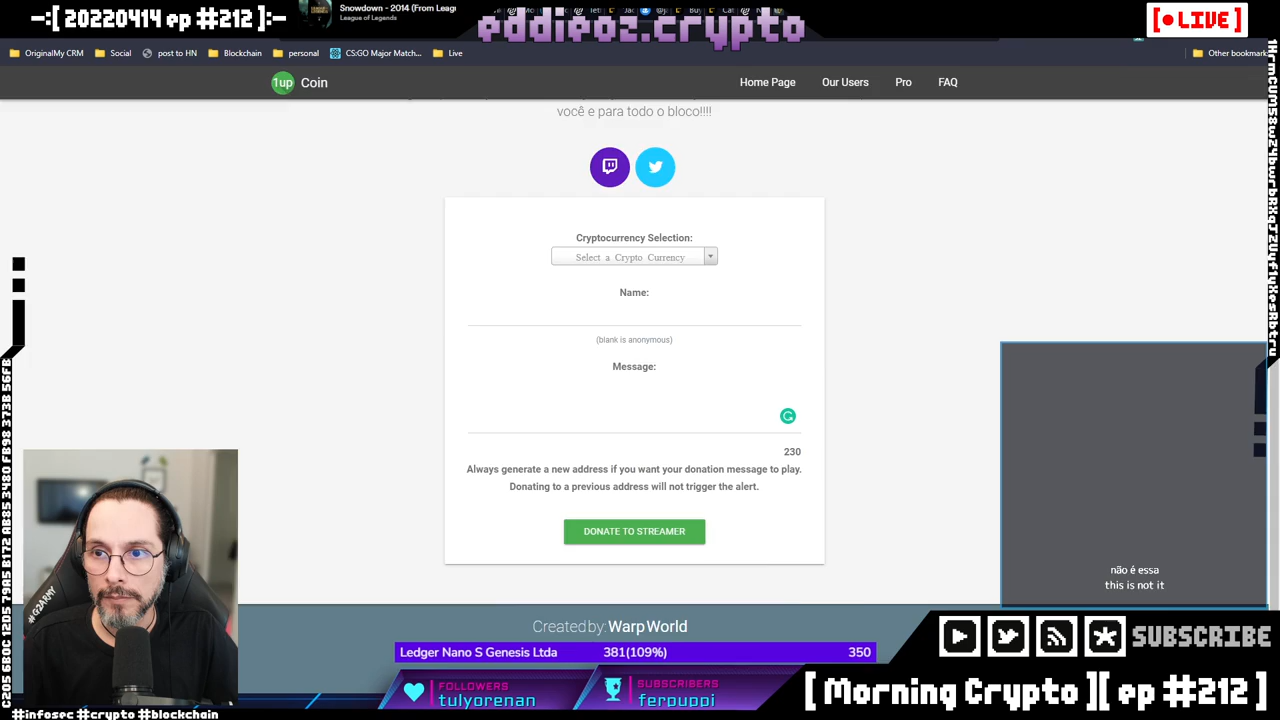 -:[ 20220414 ep #212 ]:-
Snowdown - 2014 (From Leag
League of Legends
eddieoz.crypto
[ • LIVE ]
OriginalMy CRM
Social
post to HN
Blockchain
personal
CS:GO Major Match...
Live
Other bookmark
1up Coin
Home Page
Our Users
Pro
FAQ
você e para todo o bloco!!!!
Cryptocurrency Selection:
Select a Crypto Currency
Name:
(blank is anonymous)
Message:
230
Always generate a new address if you want your donation message to play.
Donating to a previous address will not trigger the alert.
DONATE TO STREAMER
não é essa
this is not it
#G2ARMY
Created by: WarpWorld
Ledger Nano S Genesis Ltda
381(109%)
350
SUBSCRIBE
FOLLOWERS
tulyorenan
SUBSCRIBERS
ferpuppi
[ Morning Crypto ][ ep #212 ]
#infosec #crypto #blockchain